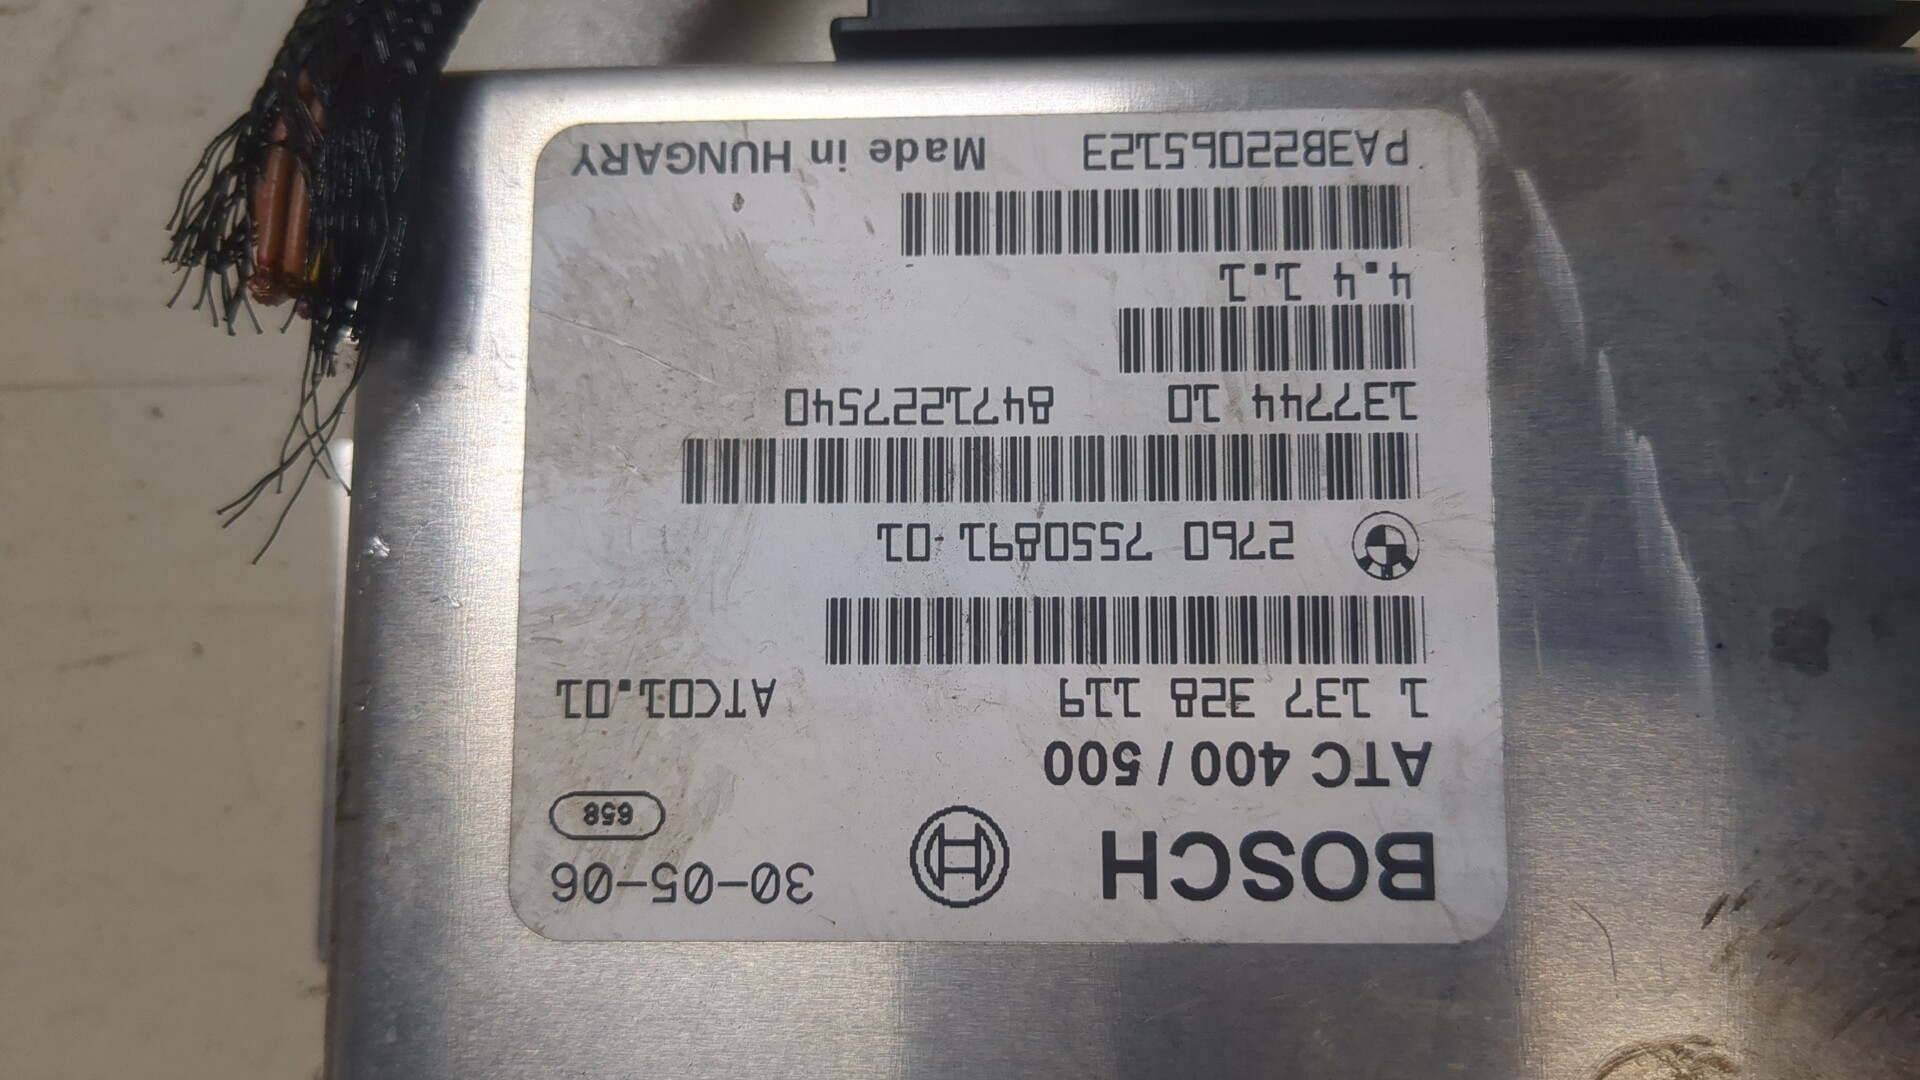 BOSCH 30-05-06
658
ATC 400 / 500
1 137 328 119 ATC01.01
2760 7550891-01
137744 10 8471227540
4.4 1.1
PA3B22065123 Made in HUNGARY